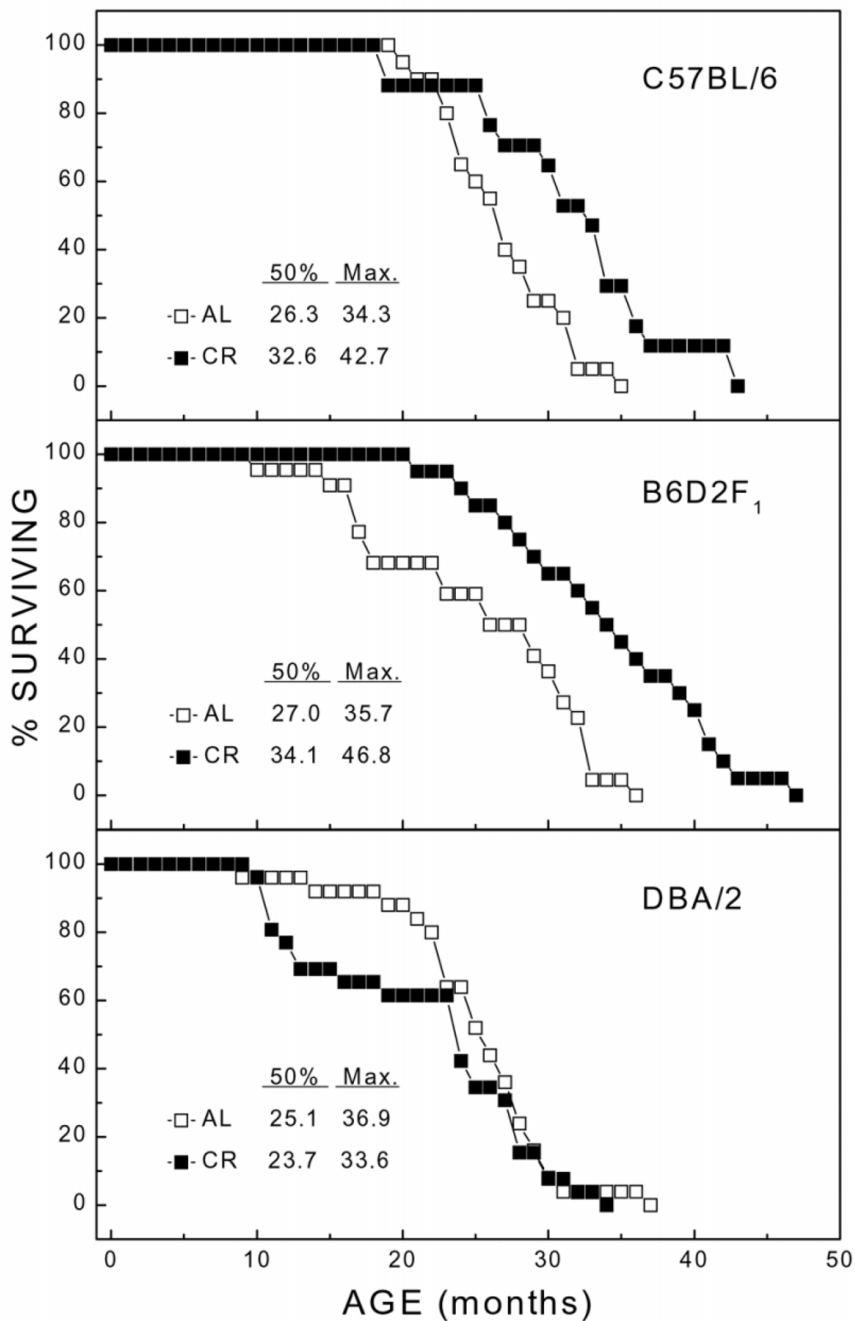 100
C57BL/6
80
60
40
50% Max.
20
-□- AL 26.3 34.3
-■- CR 32.6 42.7
0
100
B6D2F1
80
60
40
50% Max.
20
-□- AL 27.0 35.7
-■- CR 34.1 46.8
0
% SURVIVING
100
DBA/2
80
60
40
50% Max.
20
-□- AL 25.1 36.9
-■- CR 23.7 33.6
0
0 10 20 30 40 50
AGE (months)